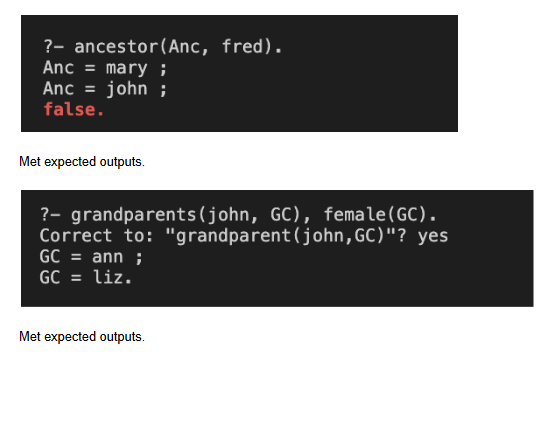 ?- ancestor(Anc, fred).
Anc = mary ;
Anc = john ;
false.
Met expected outputs.
?- grandparents(john, GC), female(GC).
Correct to: "grandparent(john,GC)"? yes
GC = ann ;
GC = liz.
Met expected outputs.